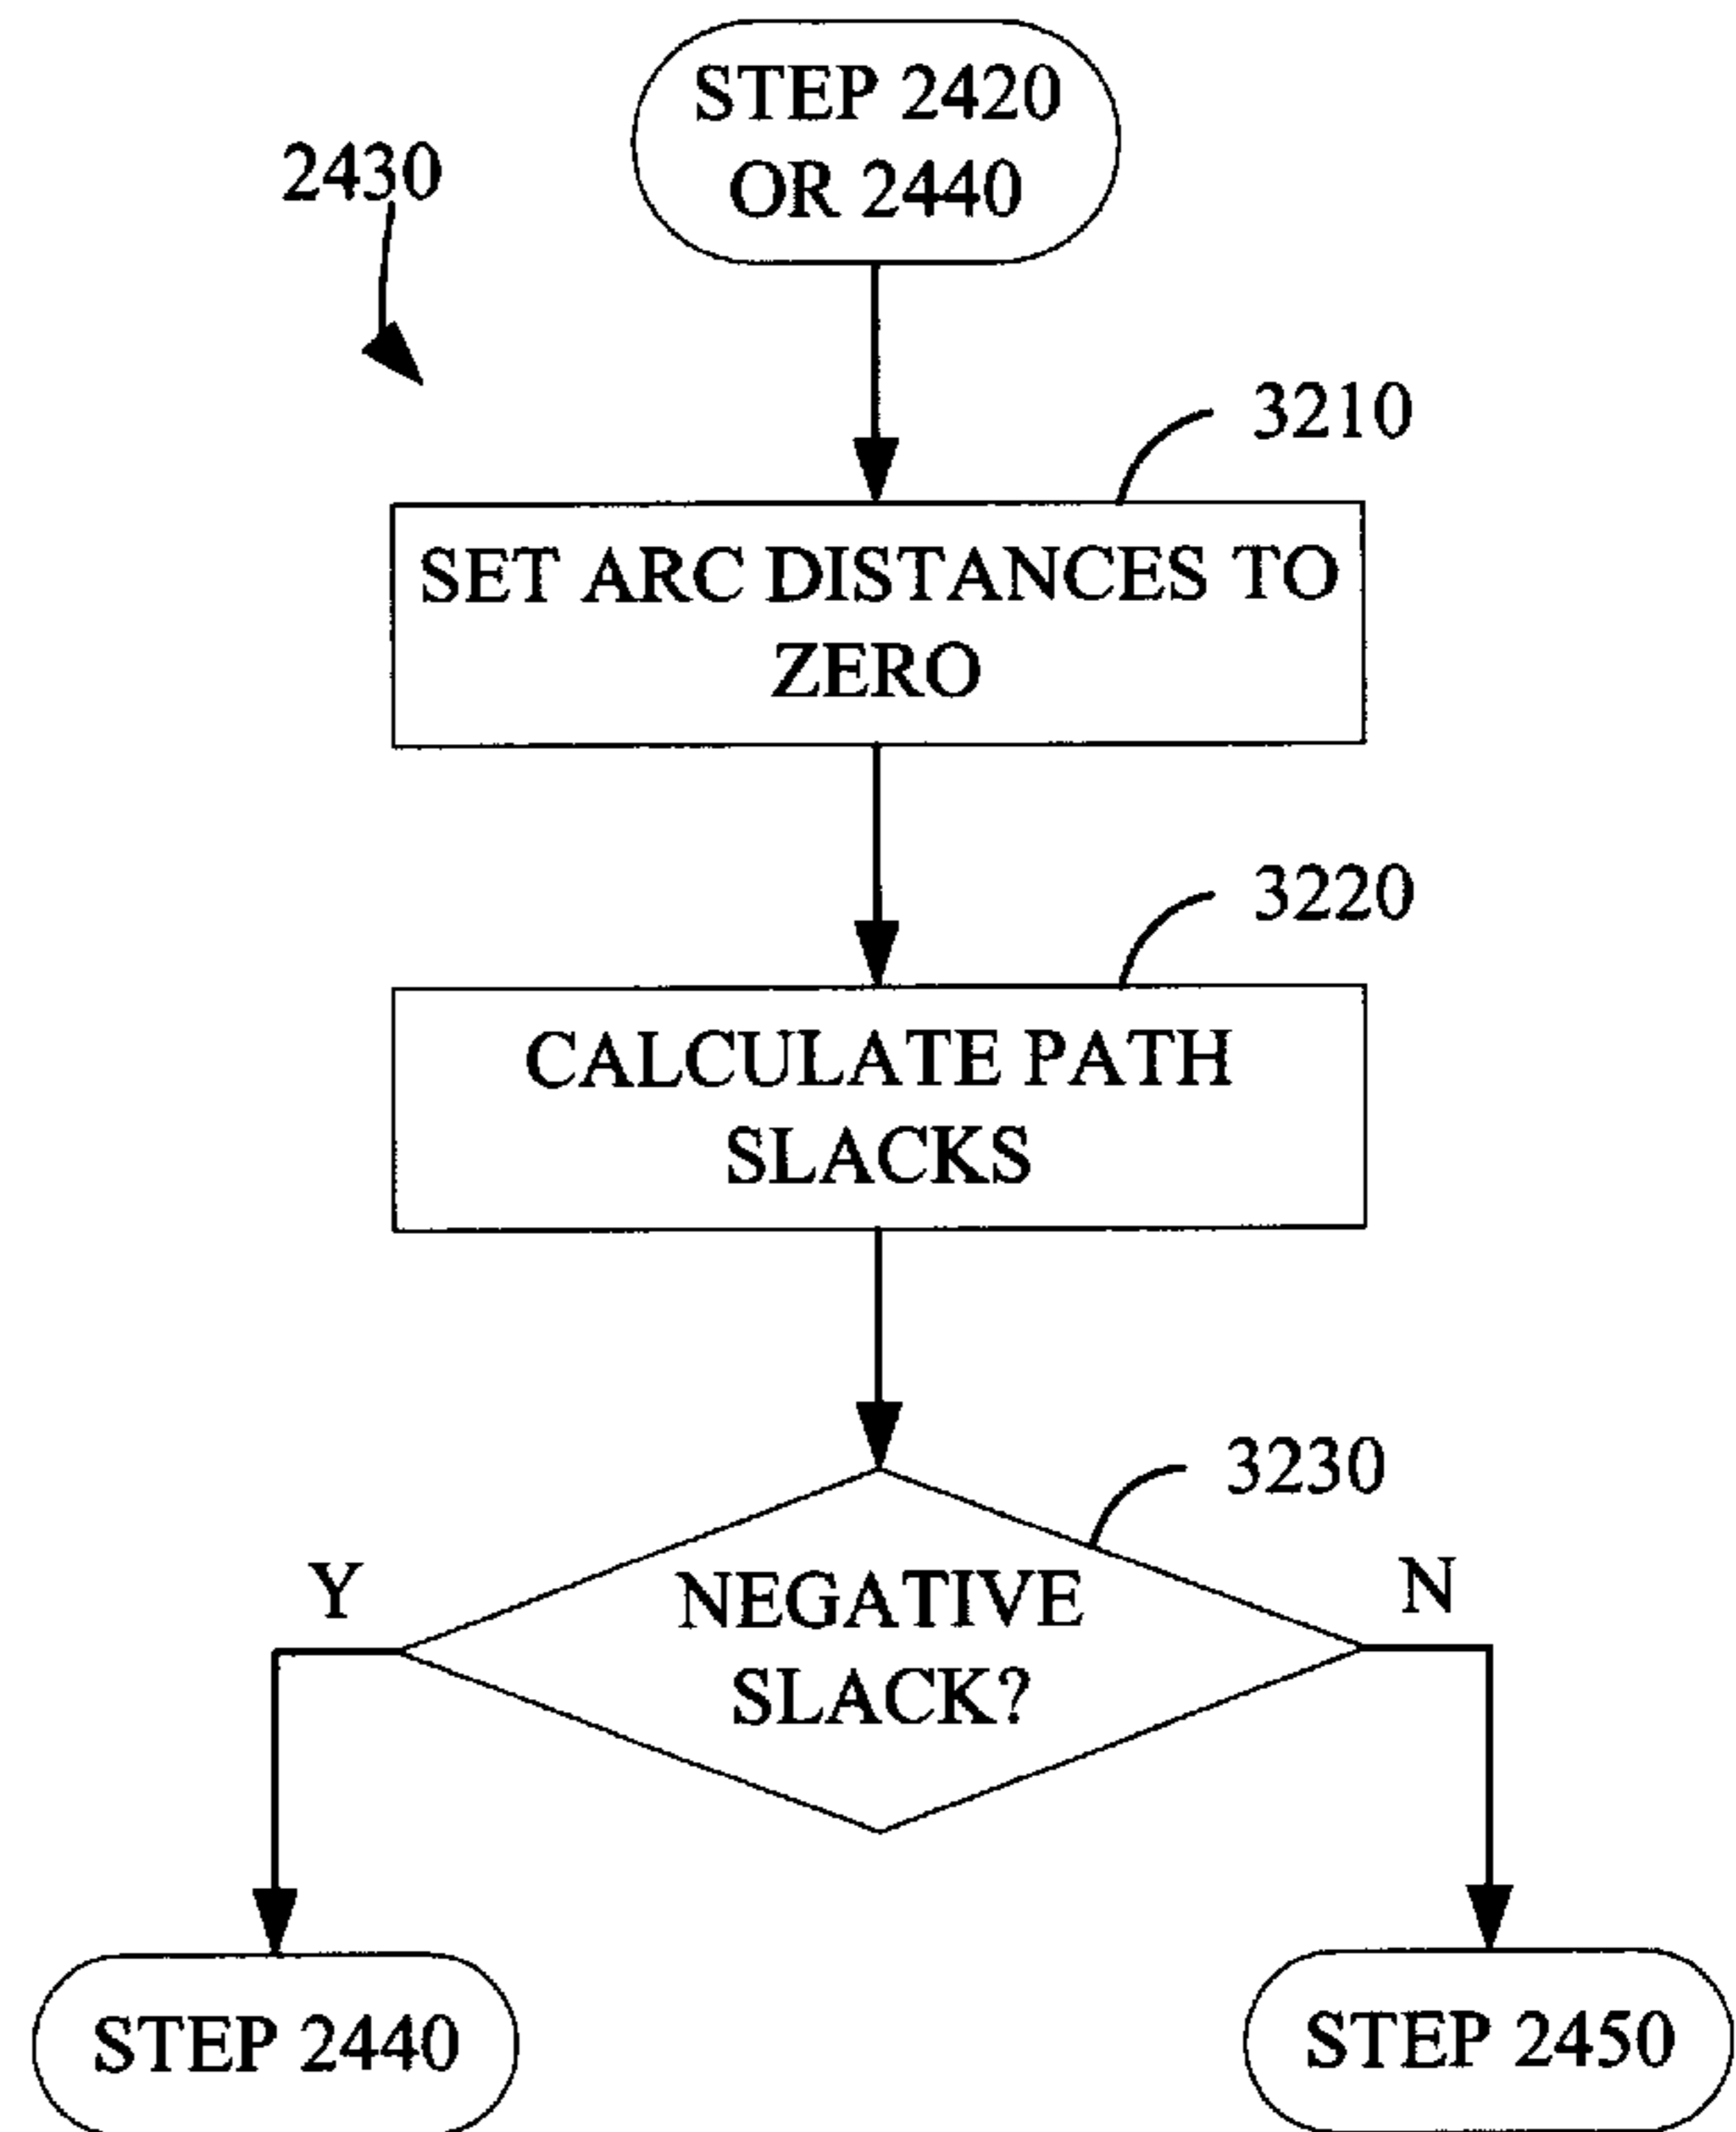 STEP 2420
OR 2440
2430
3210
SET ARC DISTANCES TO
ZERO
3220
CALCULATE PATH
SLACKS
3230
Y
NEGATIVE
SLACK?
N
STEP 2440
STEP 2450